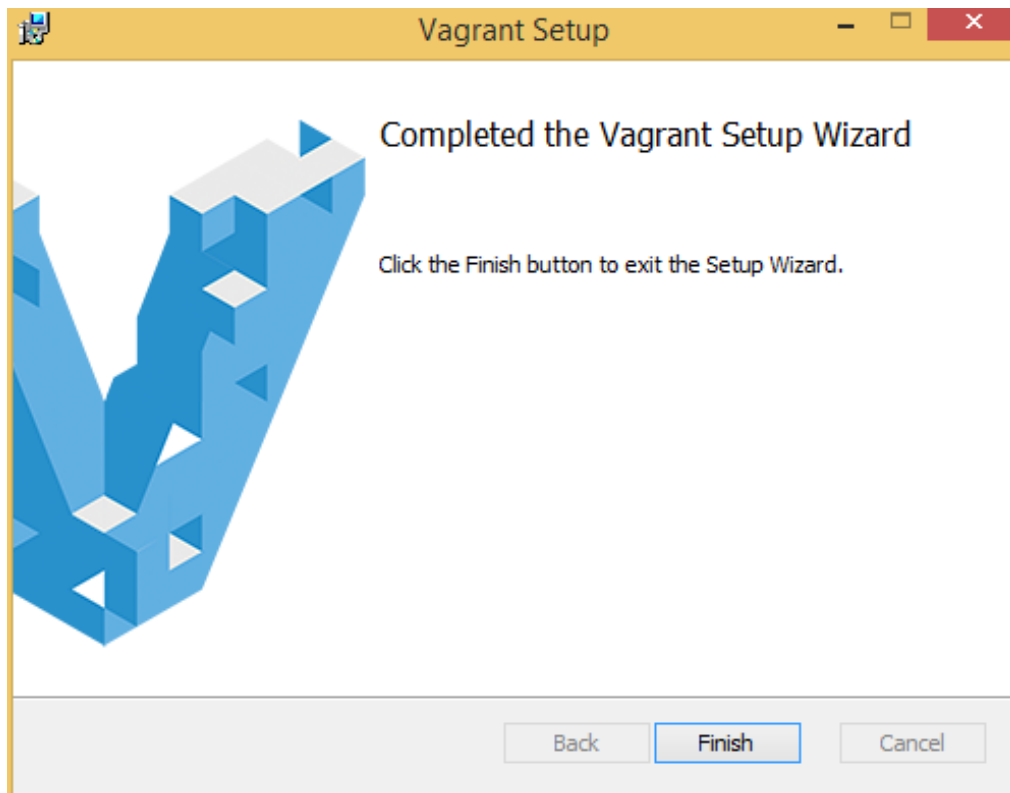 Vagrant Setup
Completed the Vagrant Setup Wizard
Click the Finish button to exit the Setup Wizard.
Back Finish Cancel